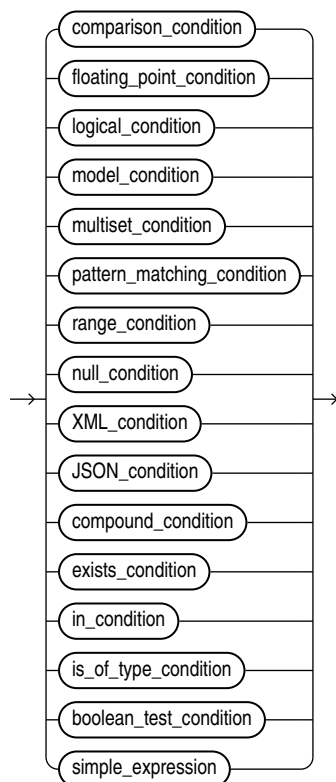 comparison_condition
floating_point_condition
logical_condition
model_condition
multiset_condition
pattern_matching_condition
range_condition
null_condition
XML_condition
JSON_condition
compound_condition
exists_condition
in_condition
is_of_type_condition
boolean_test_condition
simple_expression